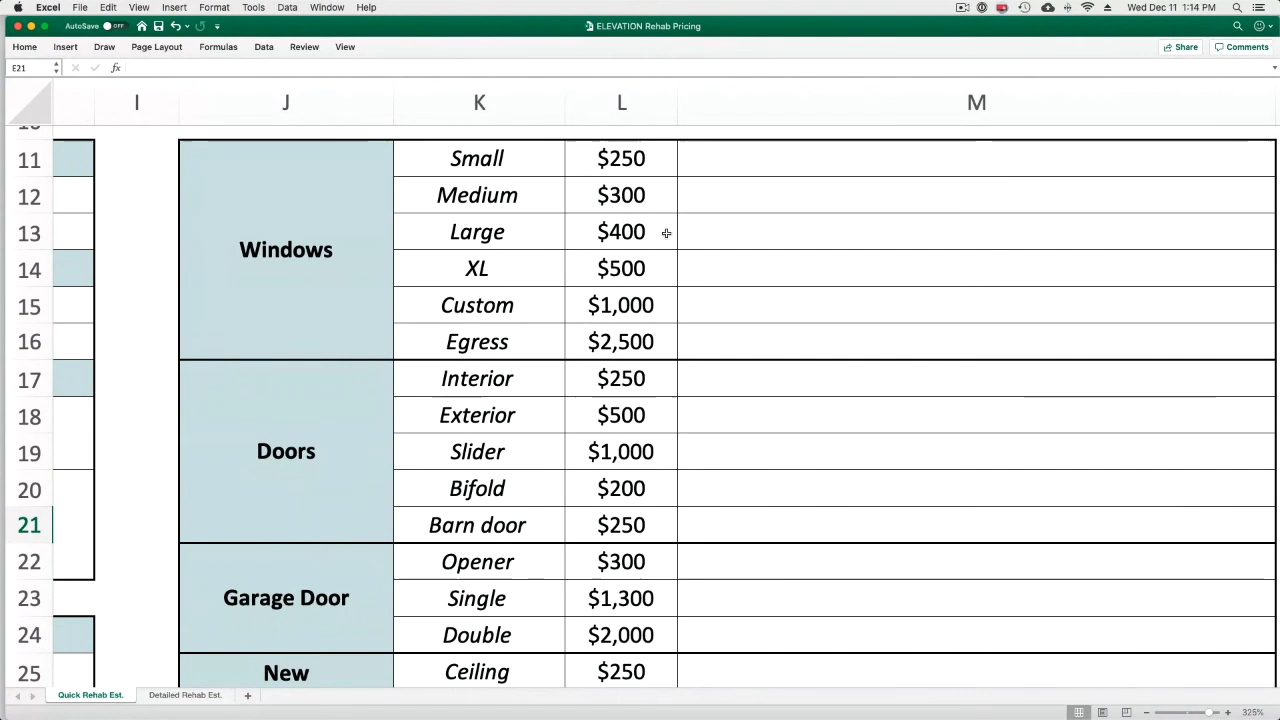 Excel File Edit View Insert Format Tools Data Window Help Wed Dec 11 1:14 PM
AutoSave OFF ELEVATION Rehab Pricing
Home Insert Draw Page Layout Formulas Data Review View Share Comments
E21 fx
I J K L M
11 Small $250
12 Medium $300
13 Large $400
Windows
14 XL $500
15 Custom $1,000
16 Egress $2,500
17 Interior $250
18 Exterior $500
19 Doors Slider $1,000
20 Bifold $200
21 Barn door $250
22 Opener $300
23 Garage Door Single $1,300
24 Double $2,000
25 New Ceiling $250
Quick Rehab Est. Detailed Rehab Est. +
325%